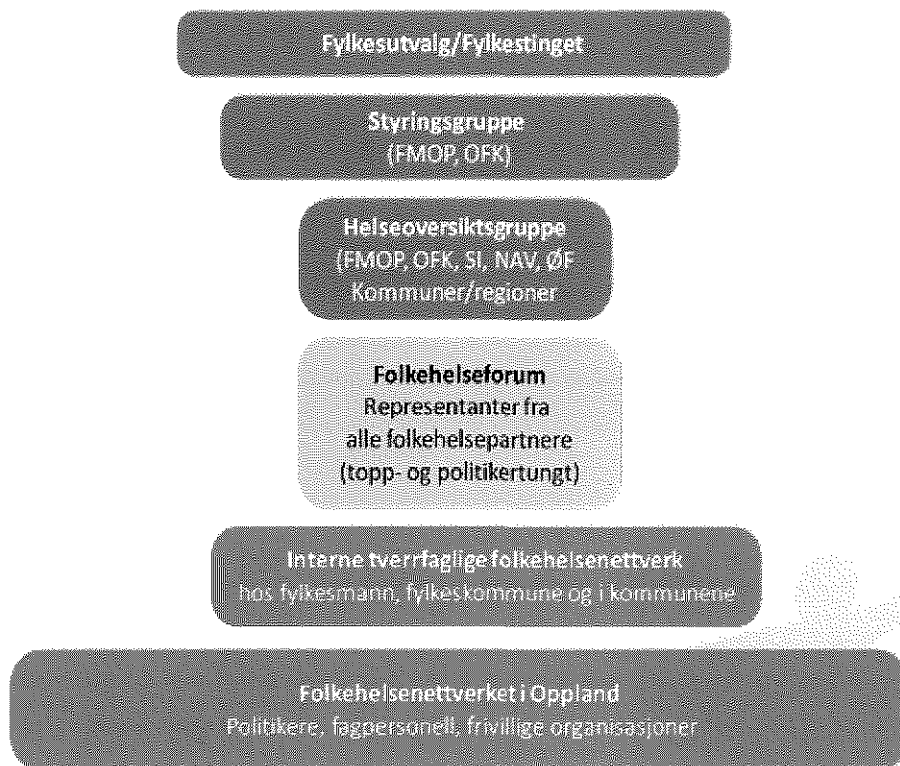 Fylkesutvalg/Fylkestinget
Styringsgruppe
(FMOP, OFK)
Helseoversiktsgruppe
(FMOP, OFK, SI, NAV, ØF
Kommuner/regioner
Folkehelseforum
Representanter fra
alle folkehelsepartnere
(topp- og politikertungt)
Interne tverrfaglige folkehelsenettverk
hos fylkesmann, fylkeskommune og i kommunene
Folkehelsenettverket i Oppland
Politikere, fagpersonell, frivillige organisasjoner